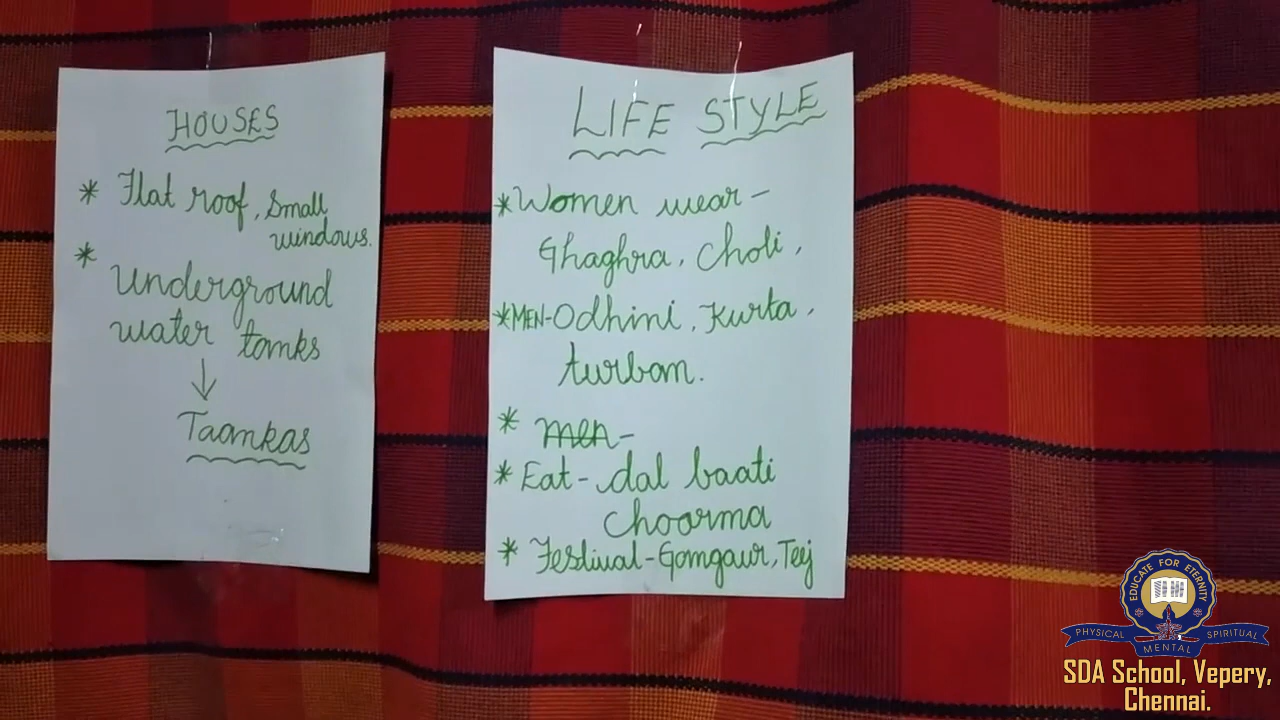 HOUSES
* Flat roof, Small
windows.
* Underground
water tanks
Taankas
LIFE STYLE
* Women wear -
Ghaghra, Choli,
* MEN - Odhini, Kurta,
turban.
* men -
* Eat - dal baati
choorma
* Festival - Gomgaur, Teej
EDUCATE FOR ETERNITY
PHYSICAL MENTAL SPIRITUAL
SDA School, Vepery,
Chennai.